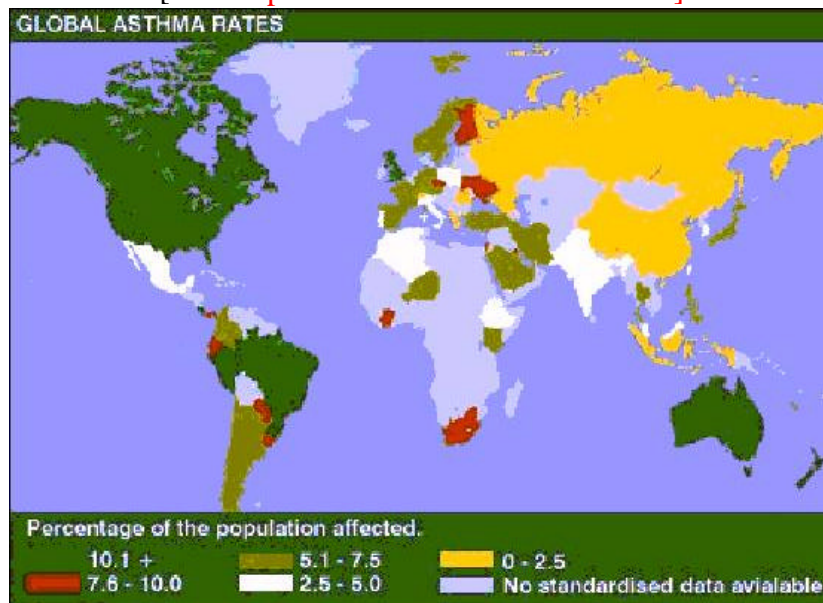 GLOBAL ASTHMA RATES
Percentage of the population affected.
10.1 + 5.1 - 7.5 0 - 2.5
7.6 - 10.0 2.5 - 5.0 No standardised data avialable